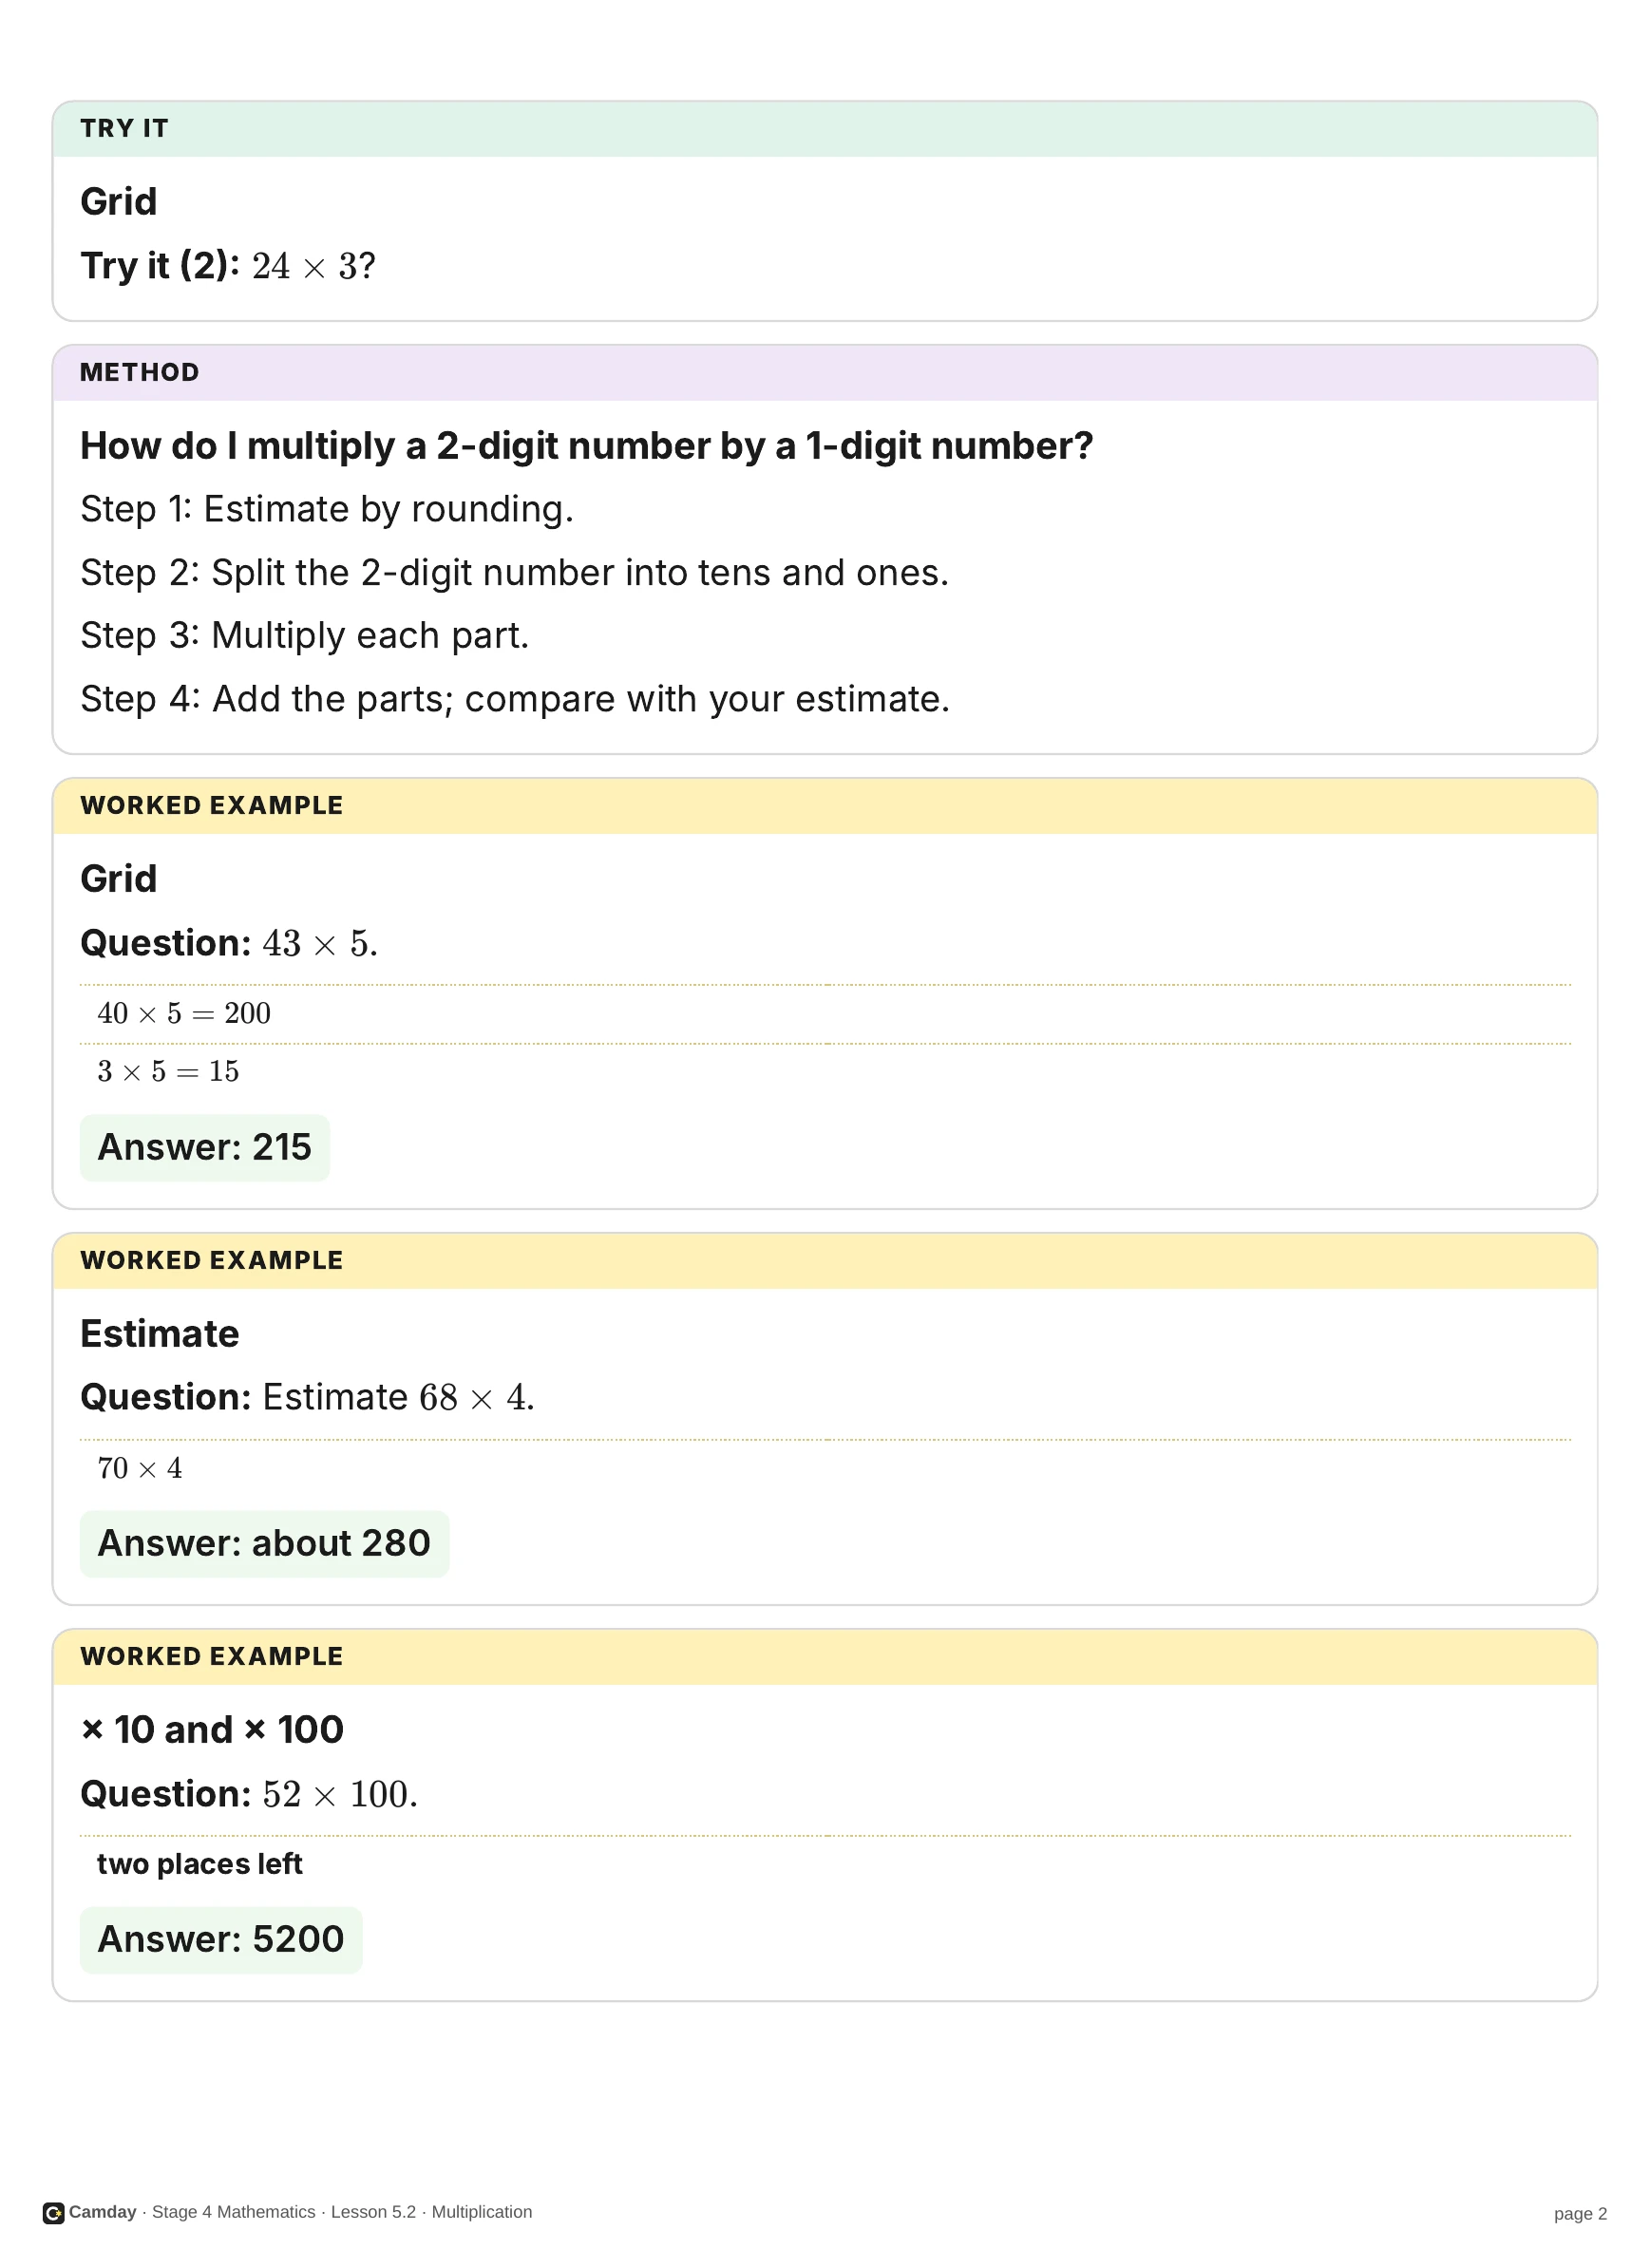 TRY IT
Grid
Try it (2): 24 × 3?
METHOD
How do I multiply a 2-digit number by a 1-digit number?
Step 1: Estimate by rounding.
Step 2: Split the 2-digit number into tens and ones.
Step 3: Multiply each part.
Step 4: Add the parts; compare with your estimate.
WORKED EXAMPLE
Grid
Question: 43 × 5.
40 × 5 = 200
3 × 5 = 15
Answer: 215
WORKED EXAMPLE
Estimate
Question: Estimate 68 × 4.
70 × 4
Answer: about 280
WORKED EXAMPLE
× 10 and × 100
Question: 52 × 100.
two places left
Answer: 5200
Camday · Stage 4 Mathematics · Lesson 5.2 · Multiplication
page 2